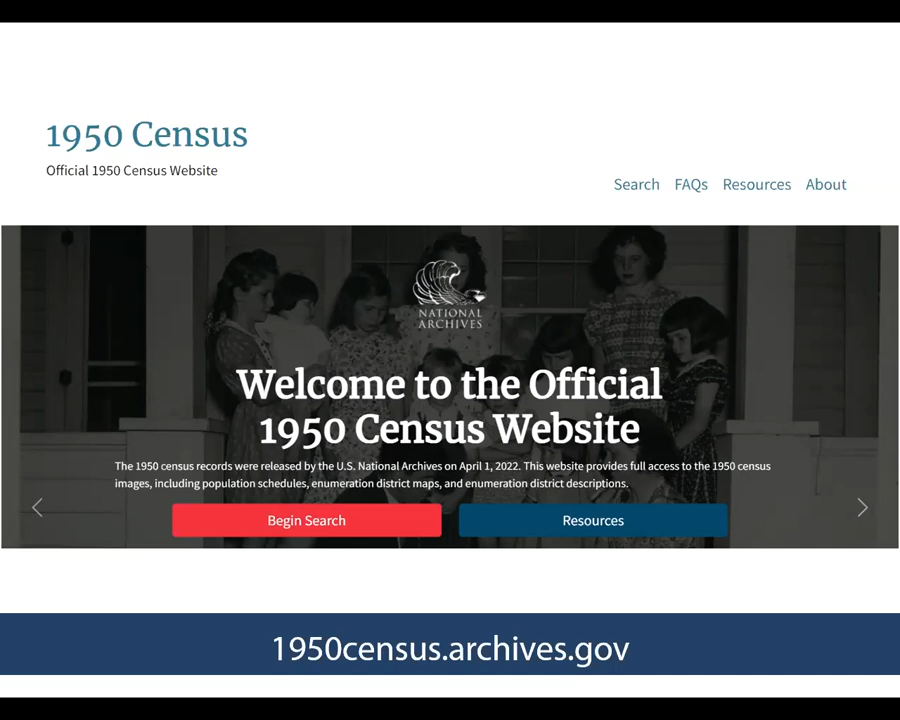 1950 Census
Official 1950 Census Website
Search FAQs Resources About
NATIONAL
ARCHIVES
Welcome to the Official
1950 Census Website
The 1950 census records were released by the U.S. National Archives on April 1, 2022. This website provides full access to the 1950 census
images, including population schedules, enumeration district maps, and enumeration district descriptions.
Begin Search Resources
1950census.archives.gov